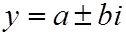 y = a ± bi